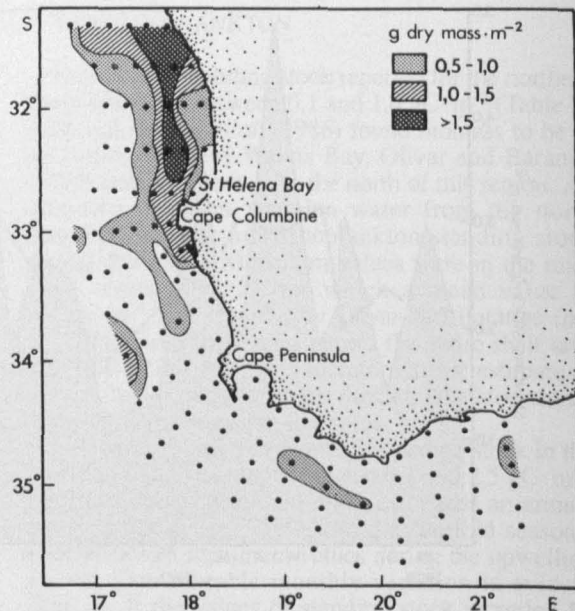 S
g dry mass·m⁻²
0,5 - 1,0
1,0 - 1,5
>1,5
32°
St Helena Bay
Cape Columbine
33°
34°
Cape Peninsula
35°
17° 18° 19° 20° 21° E